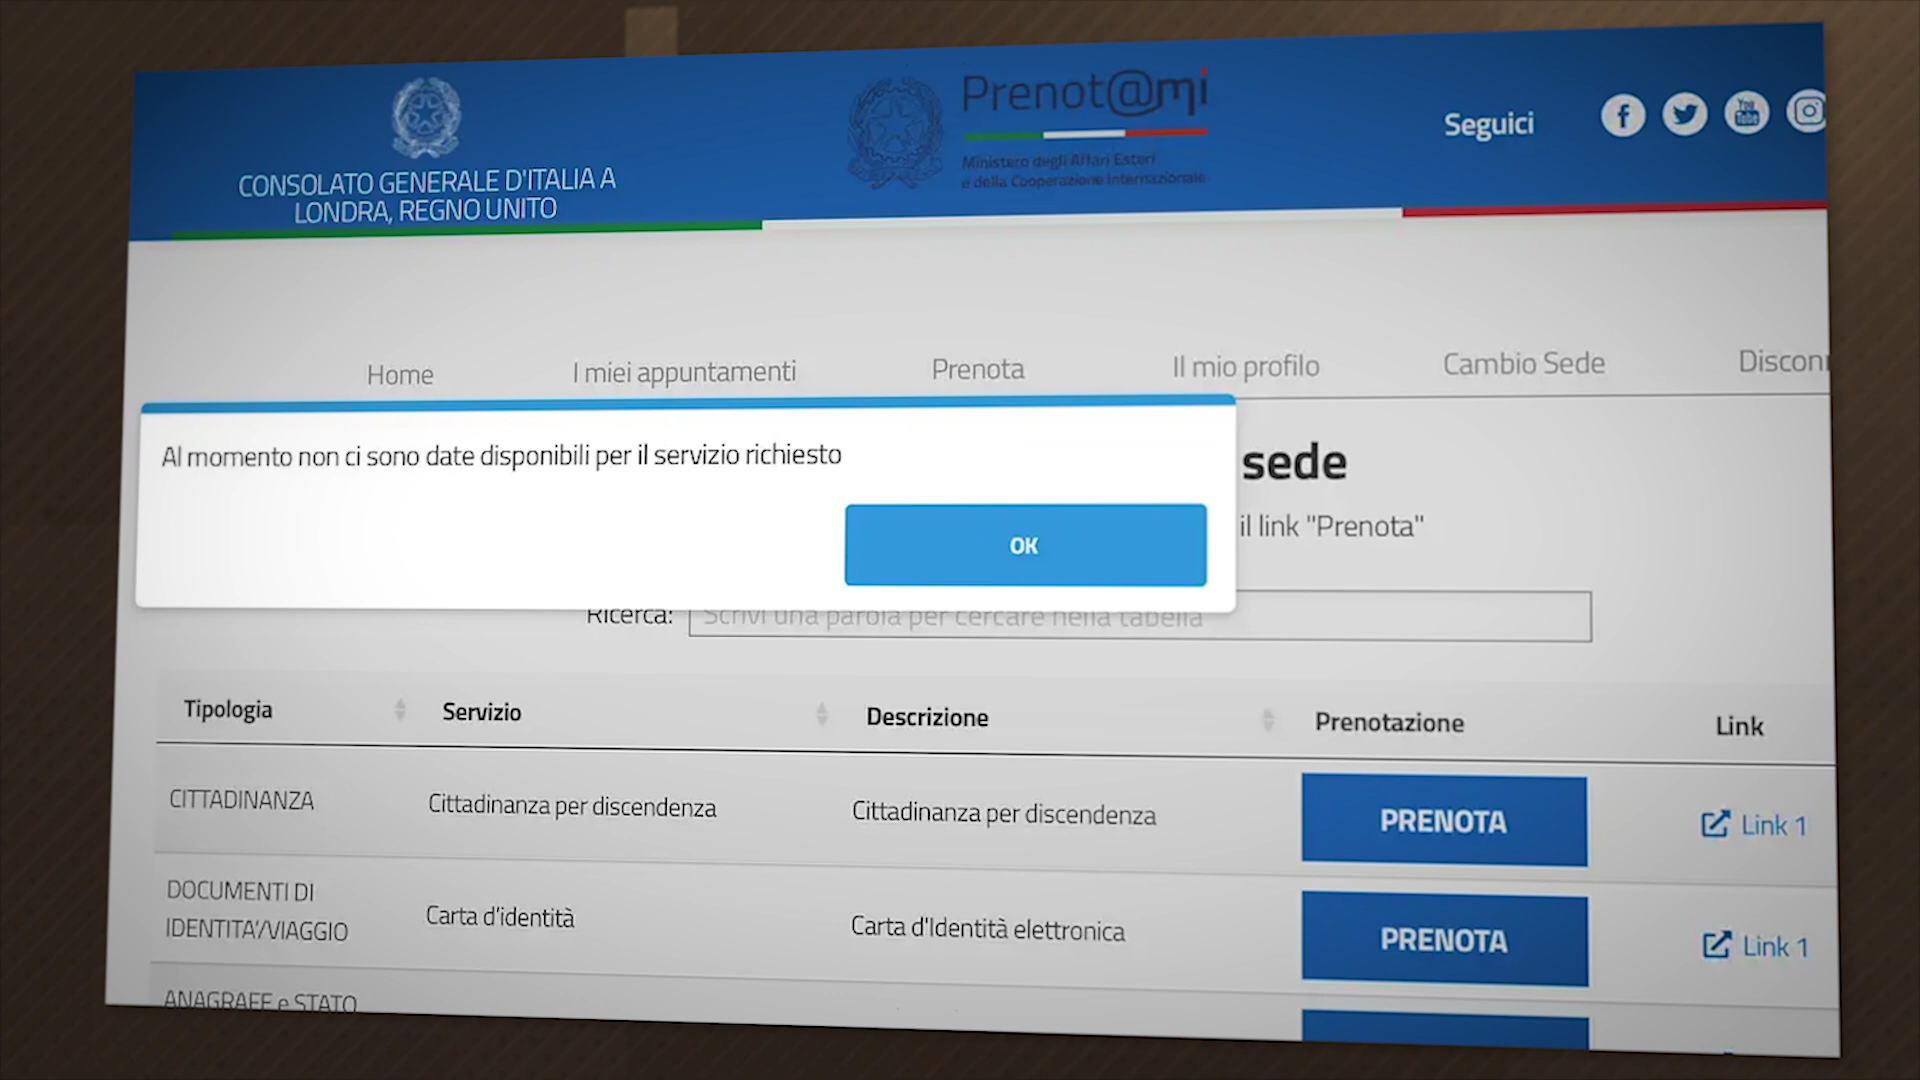 CONSOLATO GENERALE D'ITALIA A
LONDRA, REGNO UNITO
Prenot@mi
Ministero degli Affari Esteri
e della Cooperazione Internazionale
Seguici
You
Tube
Home
I miei appuntamenti
Prenota
Il mio profilo
Cambio Sede
Discon
Al momento non ci sono date disponibili per il servizio richiesto
OK
sede
il link "Prenota"
Ricerca:
Scrivi una parola per cercare nella tabella
Tipologia
Servizio
Descrizione
Prenotazione
Link
CITTADINANZA
Cittadinanza per discendenza
Cittadinanza per discendenza
PRENOTA
Link 1
DOCUMENTI DI
IDENTITA'/VIAGGIO
Carta d'identità
Carta d'Identità elettronica
PRENOTA
Link 1
ANAGRAFE e STATO